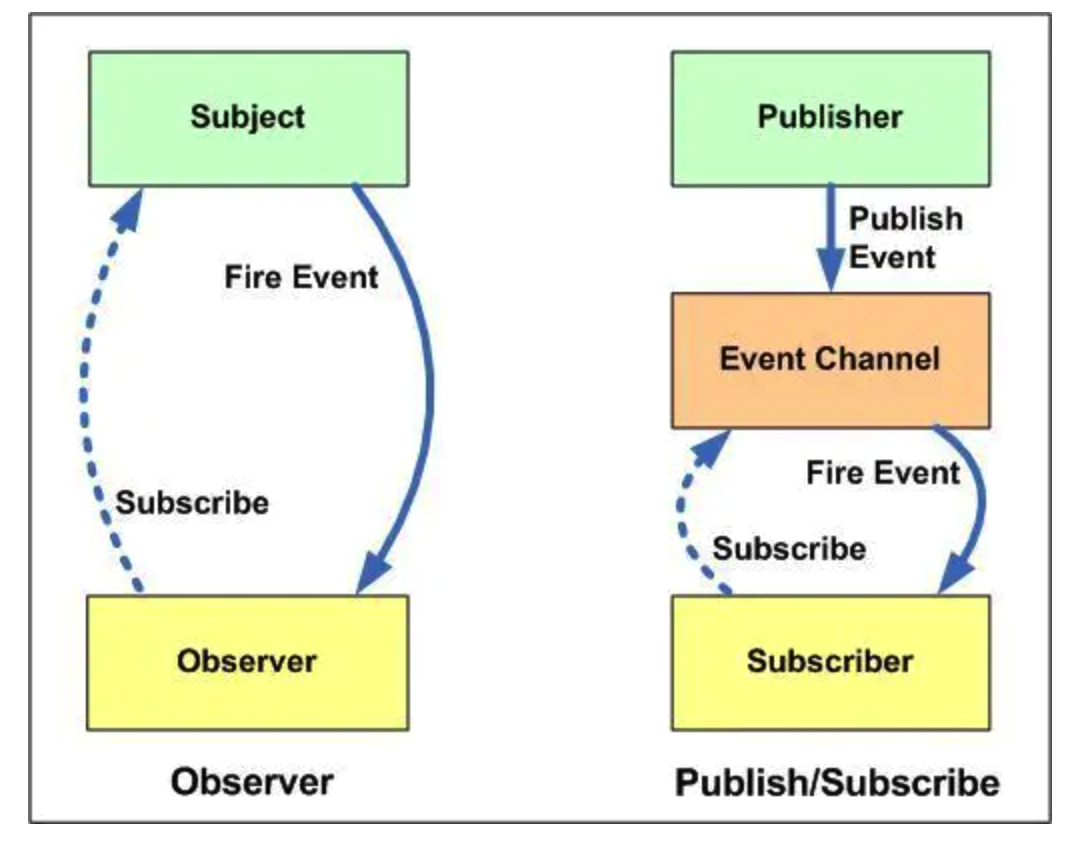 Subject
Fire Event
Subscribe
Observer
Observer
Publisher
Publish
Event
Event Channel
Fire Event
Subscribe
Subscriber
Publish/Subscribe